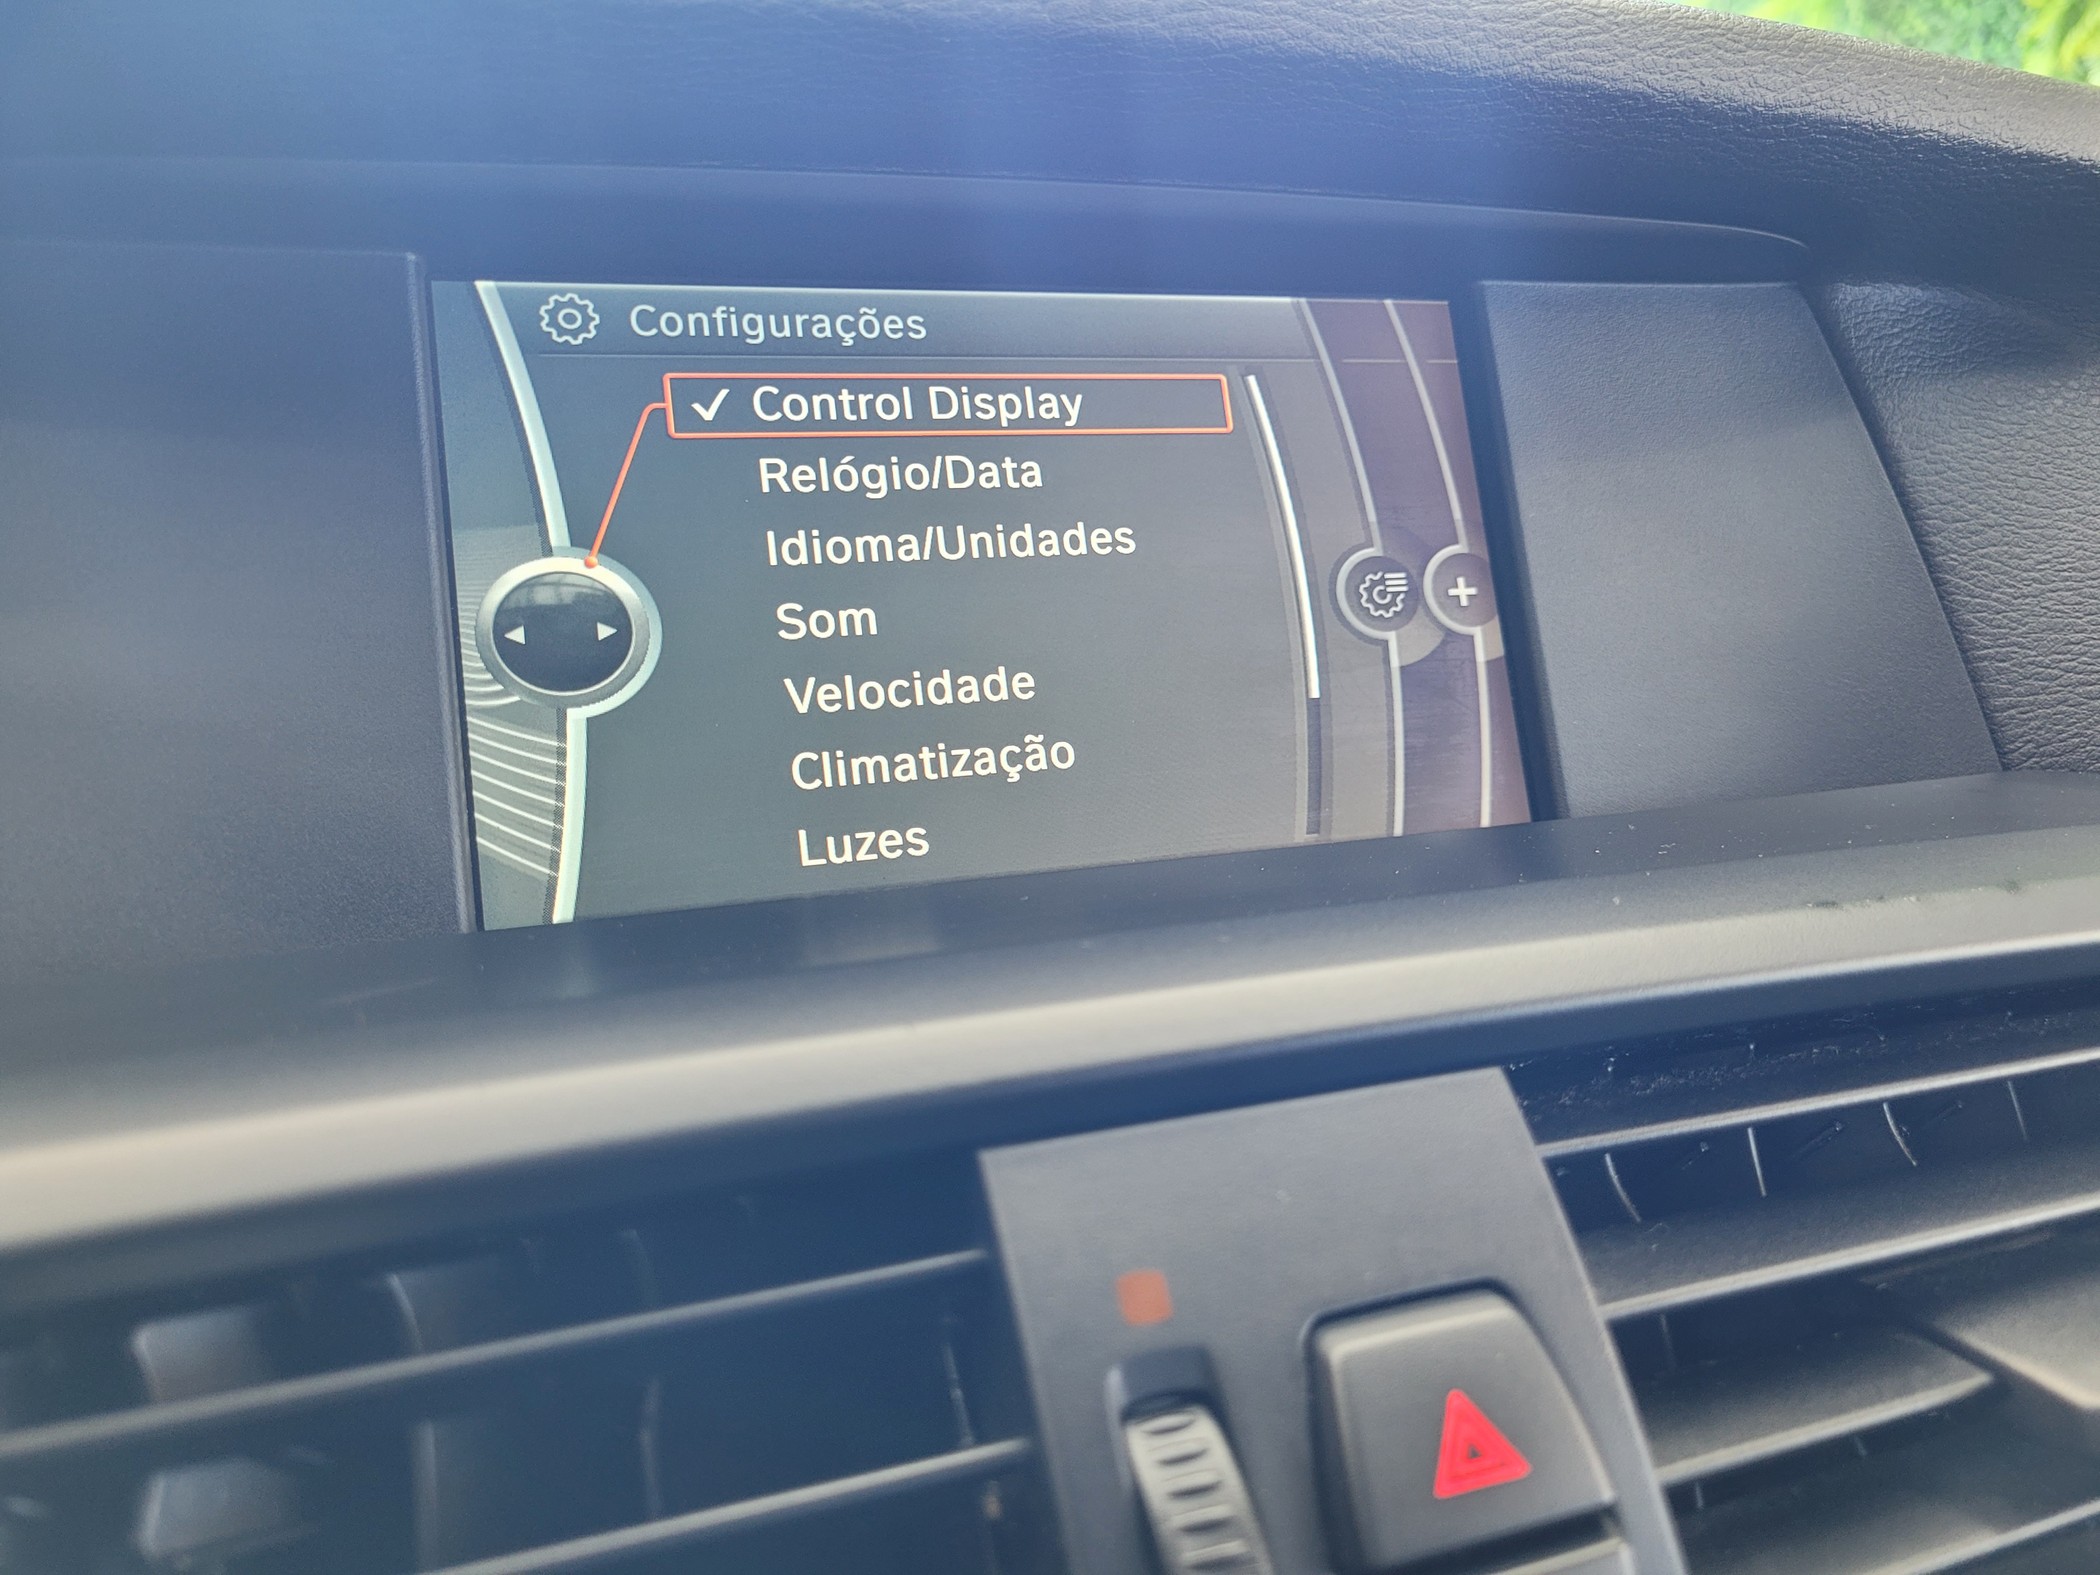 Configurações
Control Display
Relógio/Data
Idioma/Unidades
Som
Velocidade
Climatização
Luzes